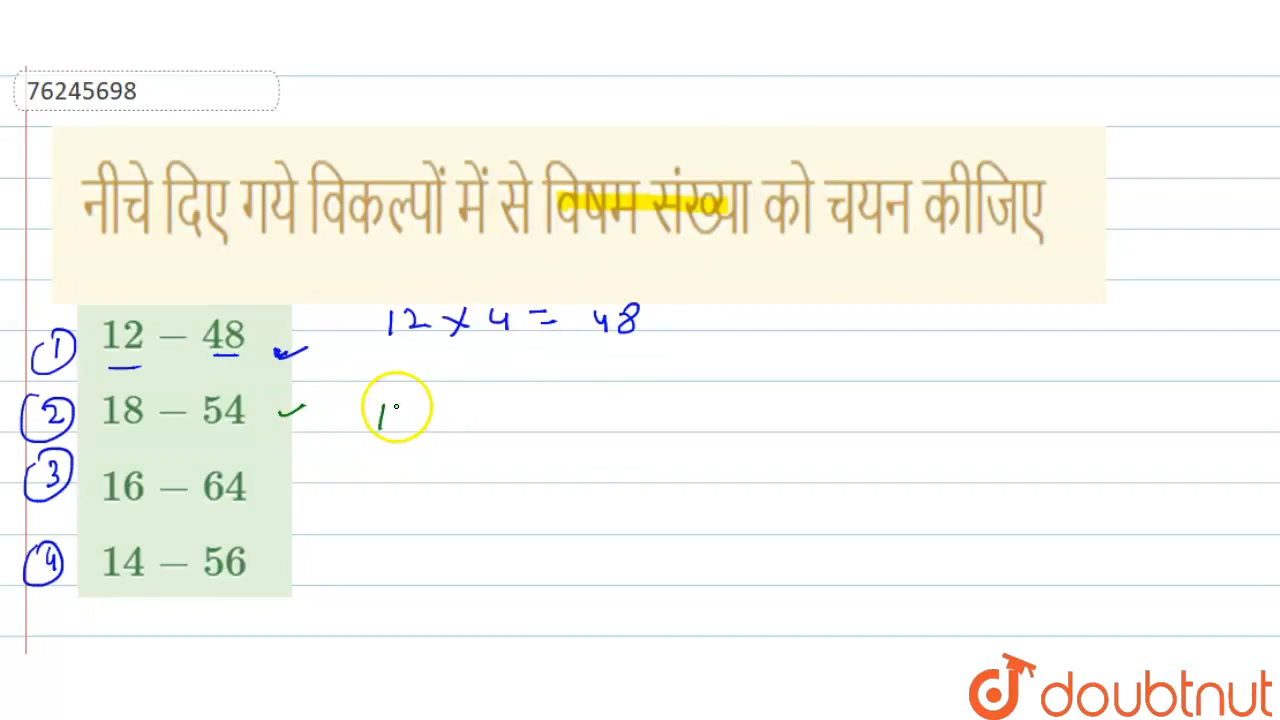 76245698
नीचे दिए गये विकल्पों में से विषम संख्या को चयन कीजिए
① 12 − 48 12 × 4 = 48
② 18 − 54 1
③ 16 − 64
④ 14 − 56
doubtnut